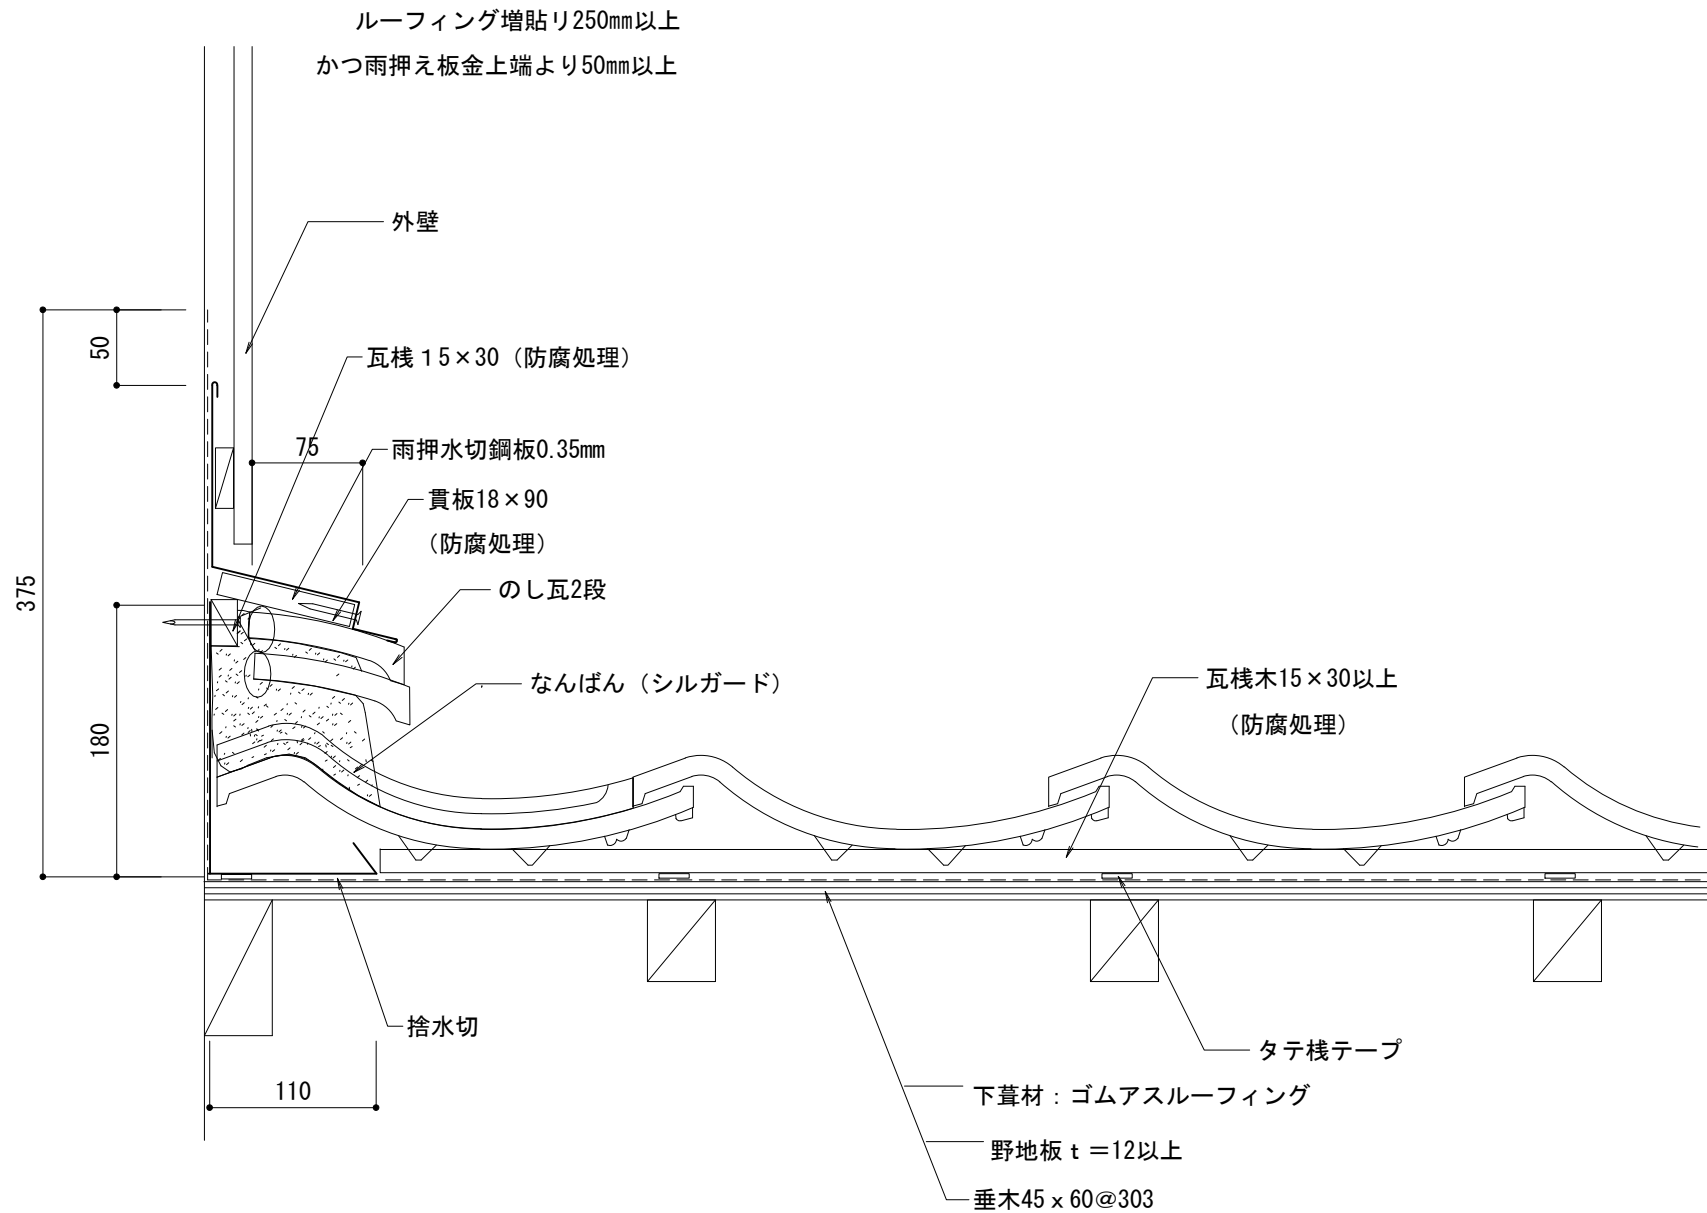 ルーフィング増貼リ250mm以上
かつ雨押え板金上端より50mm以上
外壁
50
瓦桟１5×30（防腐処理）
75
雨押水切鋼板0.35mm
貫板18×90
（防腐処理）
375
のし瓦2段
なんばん（シルガード）
瓦桟木15×30以上
（防腐処理）
180
捨水切
タテ桟テープ
110
下葺材：ゴムアスルーフィング
野地板ｔ＝12以上
垂木45ｘ60＠303